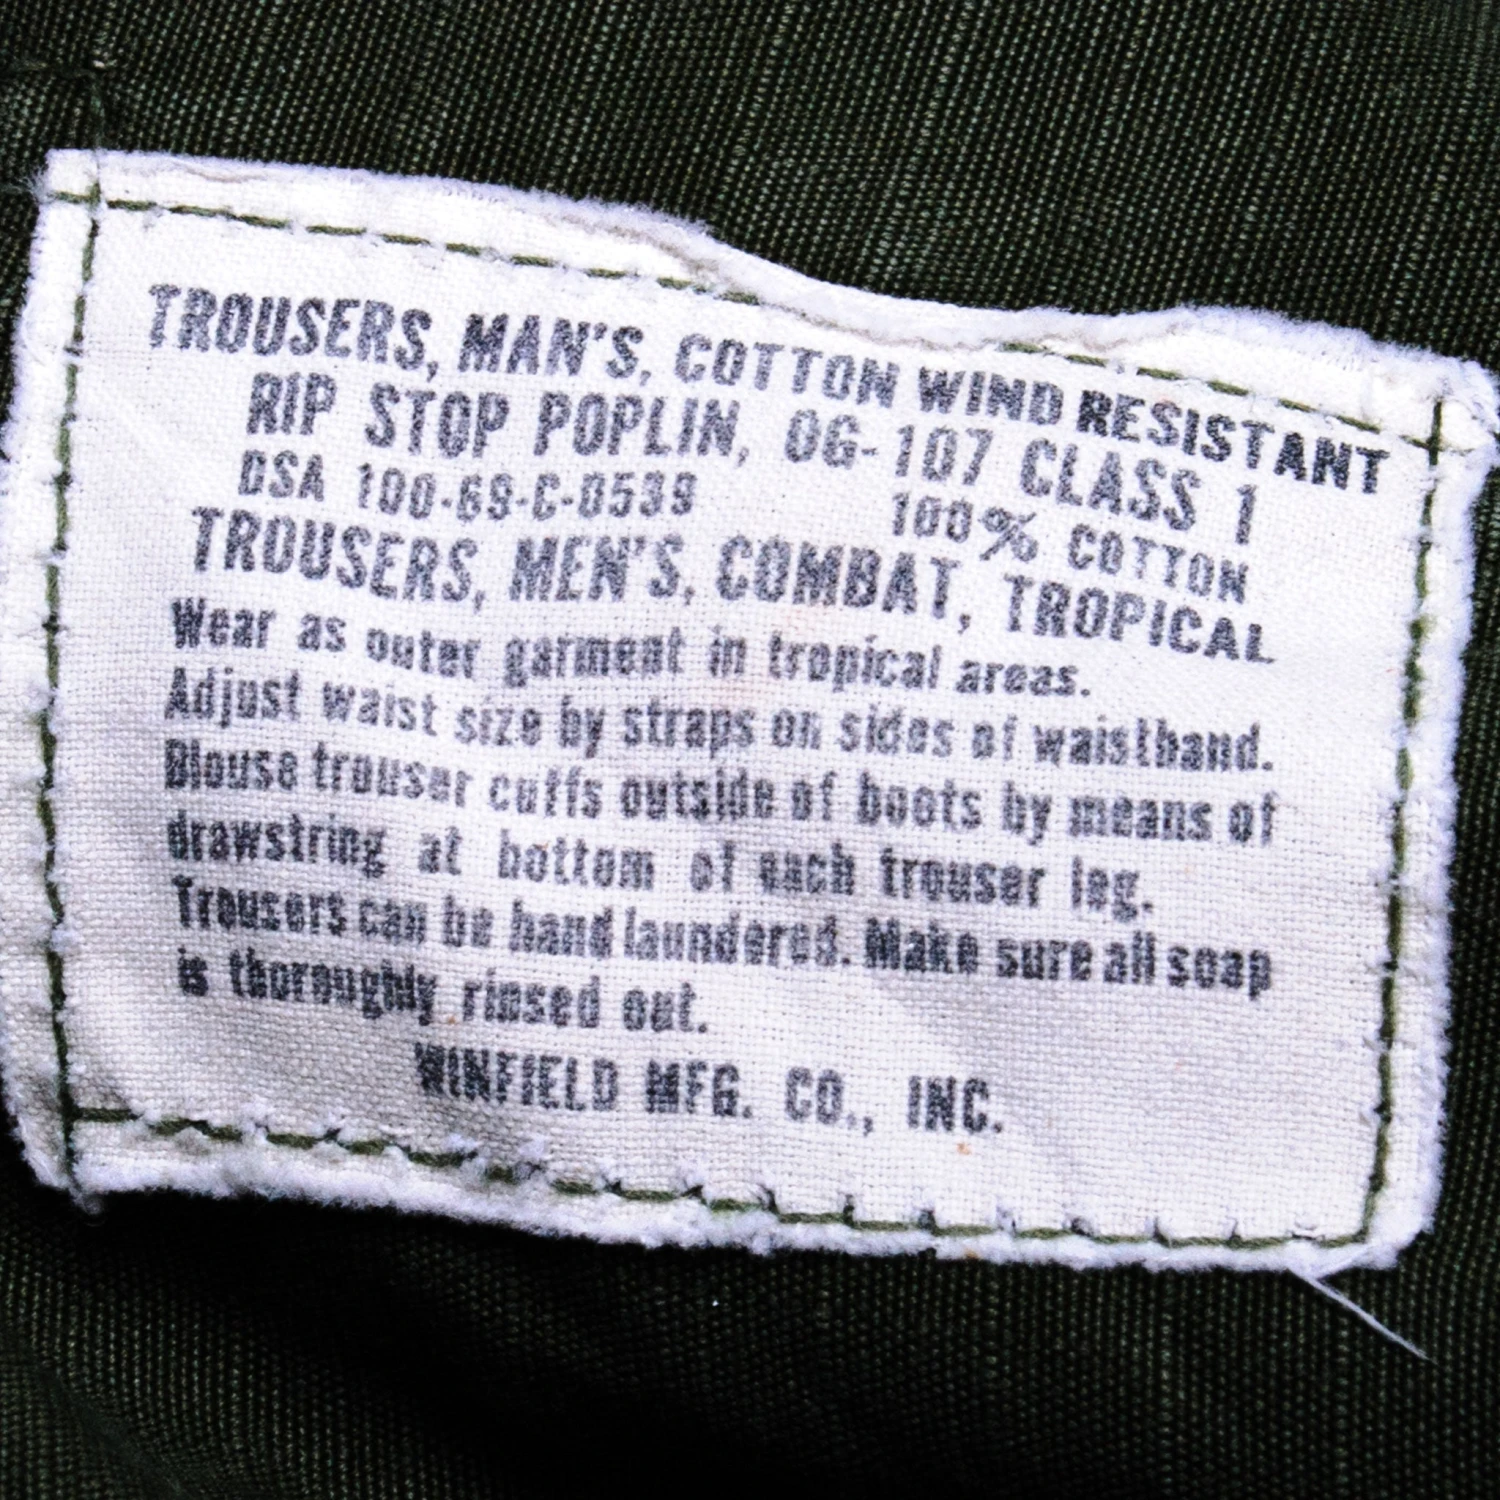 TROUSERS, MAN'S, COTTON WIND RESISTANT
RIP STOP POPLIN, OG-107 CLASS 1
DSA 100-69-C-0539 100% COTTON
TROUSERS, MEN'S, COMBAT, TROPICAL
Wear as outer garment in tropical areas.
Adjust waist size by straps on sides of waistband.
Blouse trouser cuffs outside of boots by means of
drawstring at bottom of each trouser leg.
Trousers can be hand laundered. Make sure all soap
is thoroughly rinsed out.
WINFIELD MFG. CO., INC.